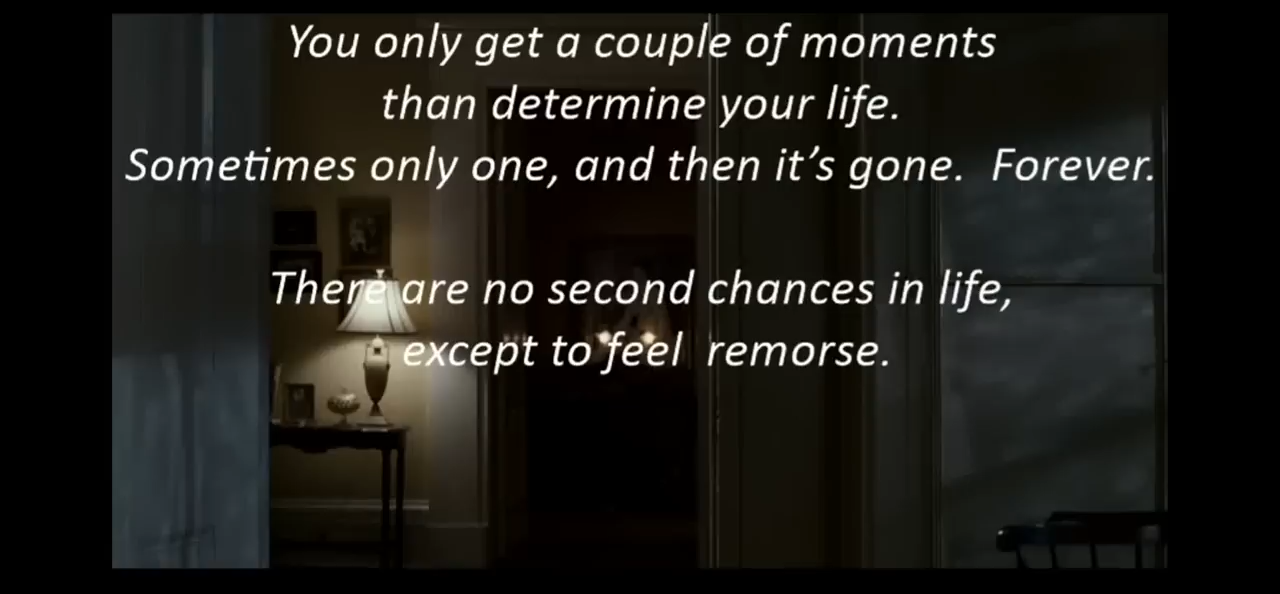 You only get a couple of moments
than determine your life.
Sometimes only one, and then it's gone. Forever.
There are no second chances in life,
except to feel remorse.